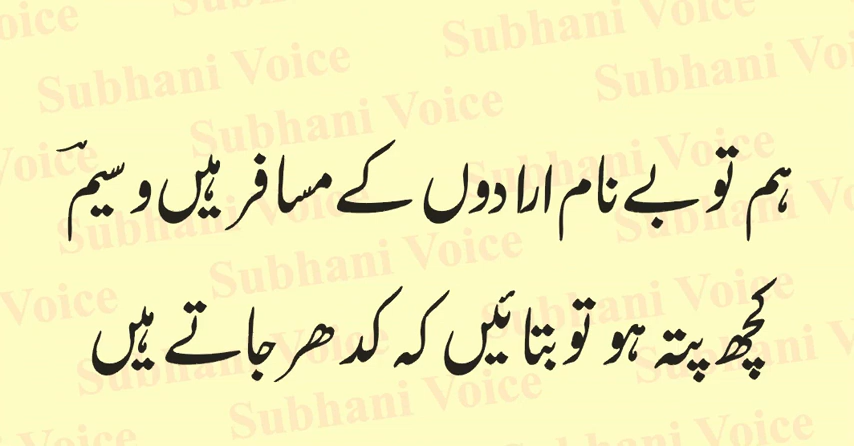 ہم تو بے نام ارادوں کے مسافر ہیں وسیمؔ
کچھ پتہ ہو تو بتائیں کہ کدھر جاتے ہیں
Subhani Voice